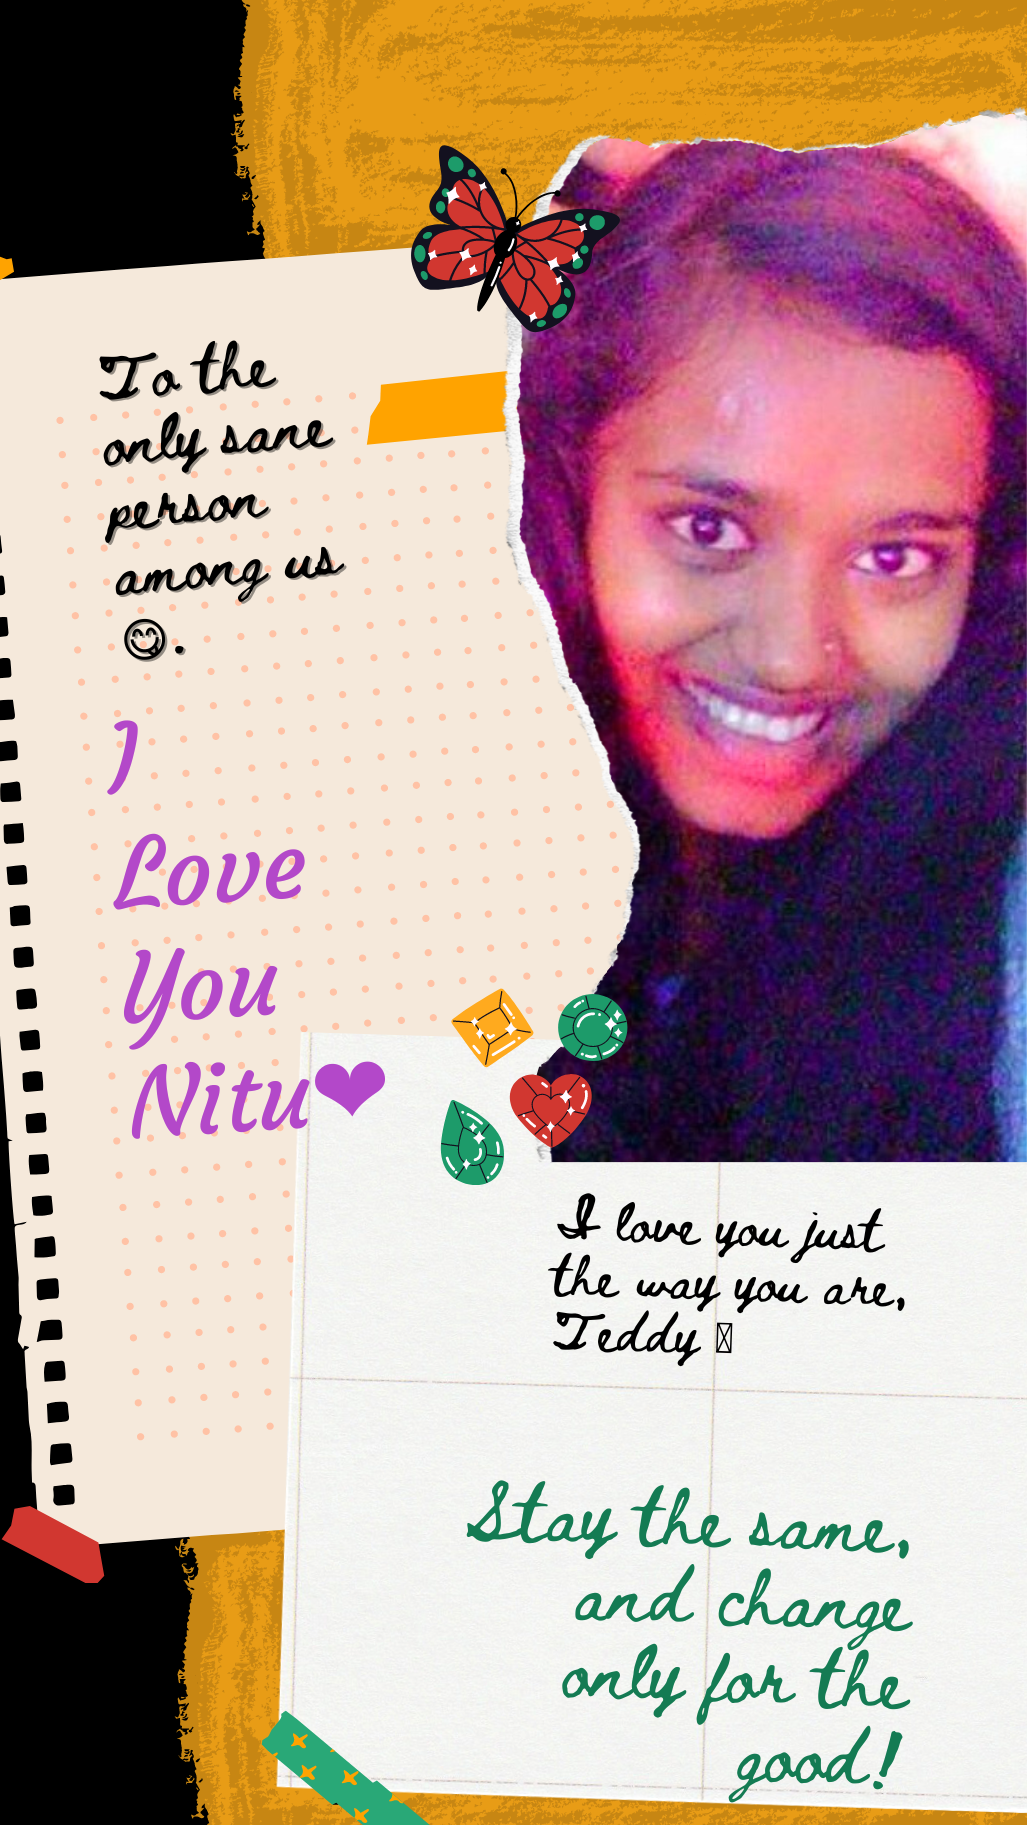 To the
only sane
person
among us
😋.
I
Love
You
Nitu❤
I love you just
the way you are,
Teddy
Stay the same,
and change
only for the
good!